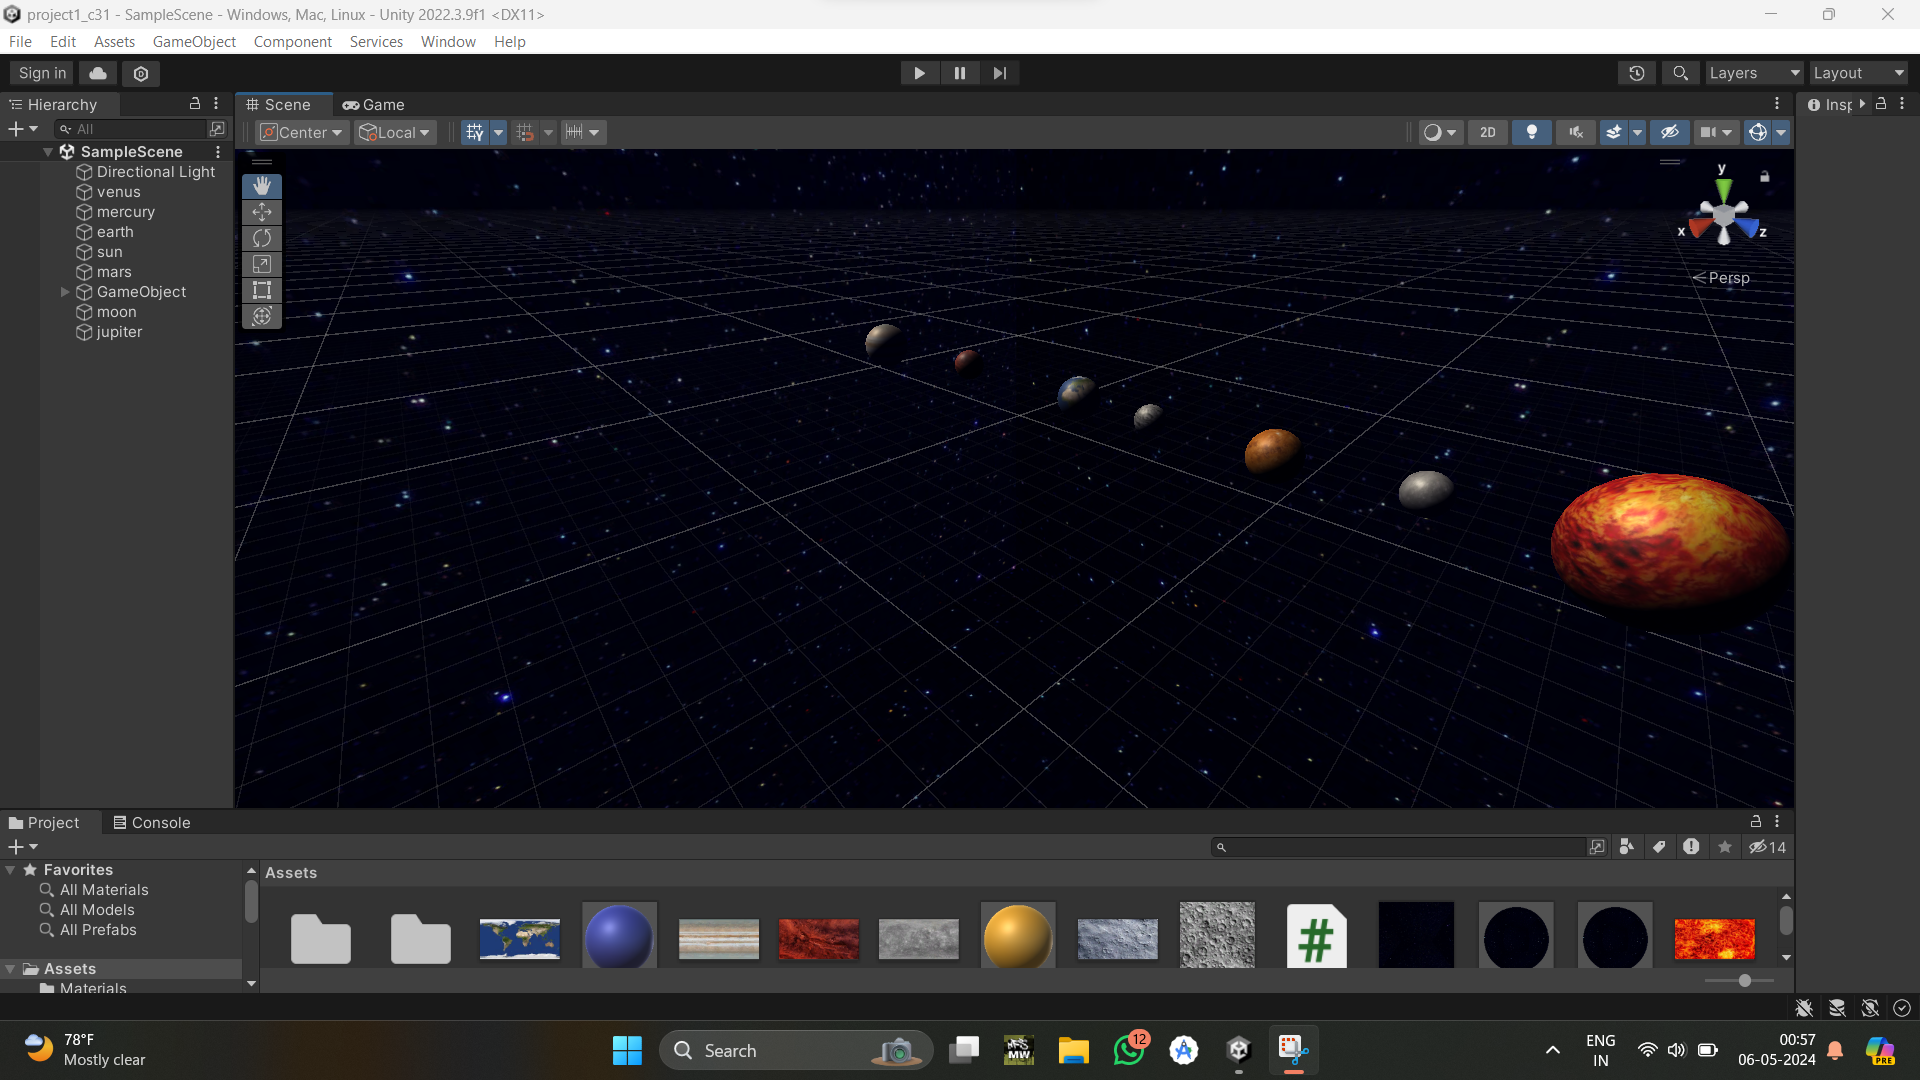 project1_c31 - SampleScene - Windows, Mac, Linux - Unity 2022.3.9f1 <DX11>
File Edit Assets GameObject Component Services Window Help
Sign in
Layers
Layout
Hierarchy
All
SampleScene
Directional Light
venus
mercury
earth
sun
mars
GameObject
moon
jupiter
Scene
Game
Center
Local
2D
y
x
z
Persp
Insp
Project
Console
14
Favorites
All Materials
All Models
All Prefabs
Assets
Materials
Assets
#
78°F
Mostly clear
Search
MW
12
ENG
IN
00:57
06-05-2024
PRE